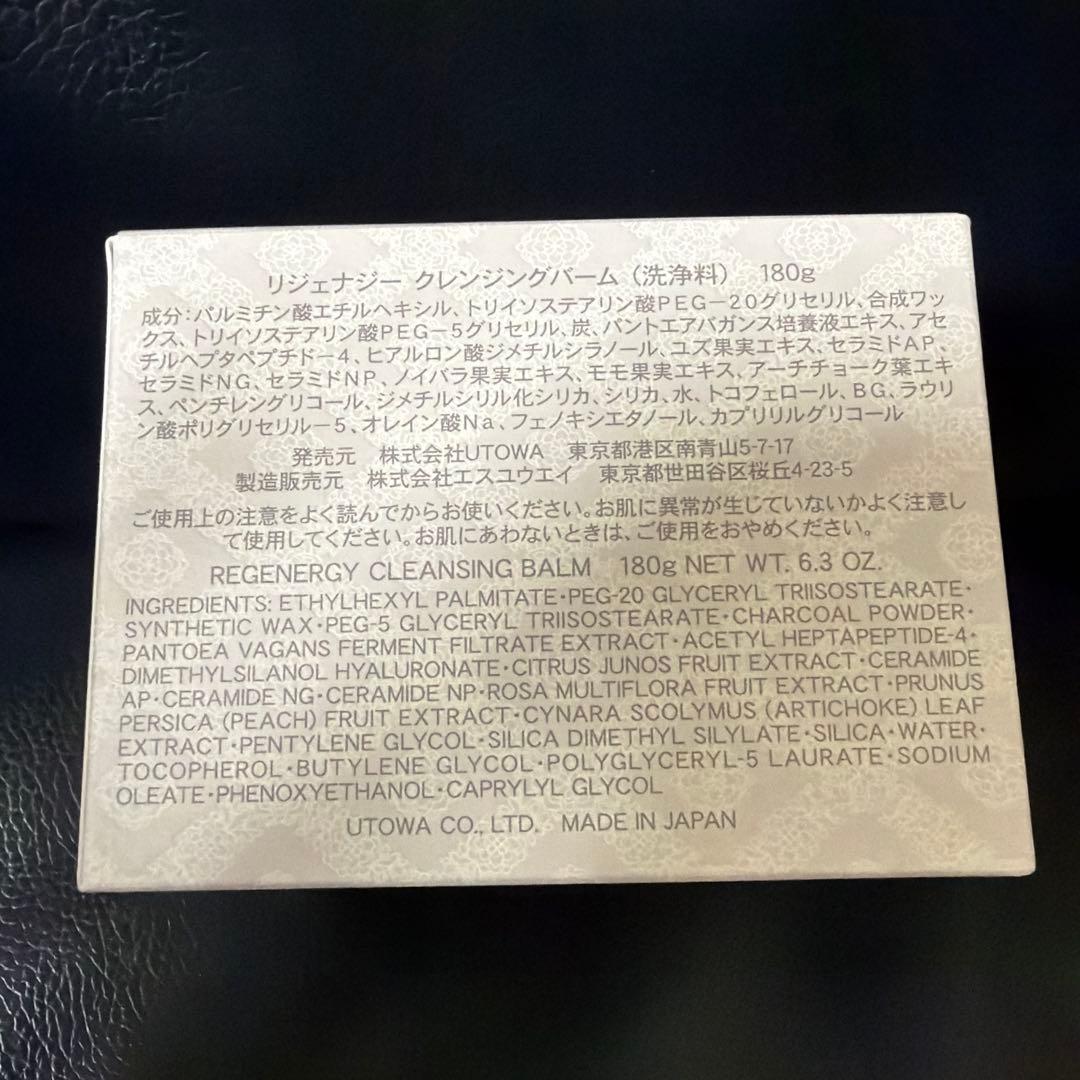 リジェナジー クレンジングバーム（洗浄料） 180g
成分：パルミチン酸エチルヘキシル、トリイソステアリン酸PEG－20グリセリル、合成ワッ
クス、トリイソステアリン酸PEG－5グリセリル、炭、パントエアバガンス培養液エキス、アセ
チルヘプタペプチド－4、ヒアルロン酸ジメチルシラノール、ユズ果実エキス、セラミドAP、
セラミドNG、セラミドNP、ノイバラ果実エキス、モモ果実エキス、アーチチョーク葉エキ
ス、ペンチレングリコール、ジメチルシリル化シリカ、シリカ、水、トコフェロール、BG、ラウリ
ン酸ポリグリセリル－5、オレイン酸Na、フェノキシエタノール、カプリリルグリコール
発売元 株式会社UTOWA 東京都港区南青山5-7-17
製造販売元 株式会社エスユウエイ 東京都世田谷区桜丘4-23-5
ご使用上の注意をよく読んでからお使いください。お肌に異常が生じていないかよく注意し
て使用してください。お肌にあわないときは、ご使用をおやめください。
REGENERGY CLEANSING BALM 180g NET WT. 6.3 OZ.
INGREDIENTS: ETHYLHEXYL PALMITATE・PEG-20 GLYCERYL TRIISOSTEARATE・
SYNTHETIC WAX・PEG-5 GLYCERYL TRIISOSTEARATE・CHARCOAL POWDER・
PANTOEA VAGANS FERMENT FILTRATE EXTRACT・ACETYL HEPTAPEPTIDE-4・
DIMETHYLSILANOL HYALURONATE・CITRUS JUNOS FRUIT EXTRACT・CERAMIDE
AP・CERAMIDE NG・CERAMIDE NP・ROSA MULTIFLORA FRUIT EXTRACT・PRUNUS
PERSICA (PEACH) FRUIT EXTRACT・CYNARA SCOLYMUS (ARTICHOKE) LEAF
EXTRACT・PENTYLENE GLYCOL・SILICA DIMETHYL SILYLATE・SILICA・WATER・
TOCOPHEROL・BUTYLENE GLYCOL・POLYGLYCERYL-5 LAURATE・SODIUM
OLEATE・PHENOXYETHANOL・CAPRYLYL GLYCOL
UTOWA CO., LTD. MADE IN JAPAN